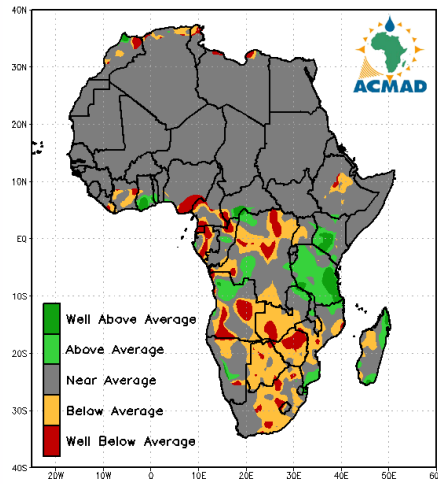 40N
ACMAD
30N
20N
10N
EQ
10S
Well Above Average
Above Average
20S
Near Average
Below Average
30S
Well Below Average
40S
20W 10W 0 10E 20E 30E 40E 50E 60